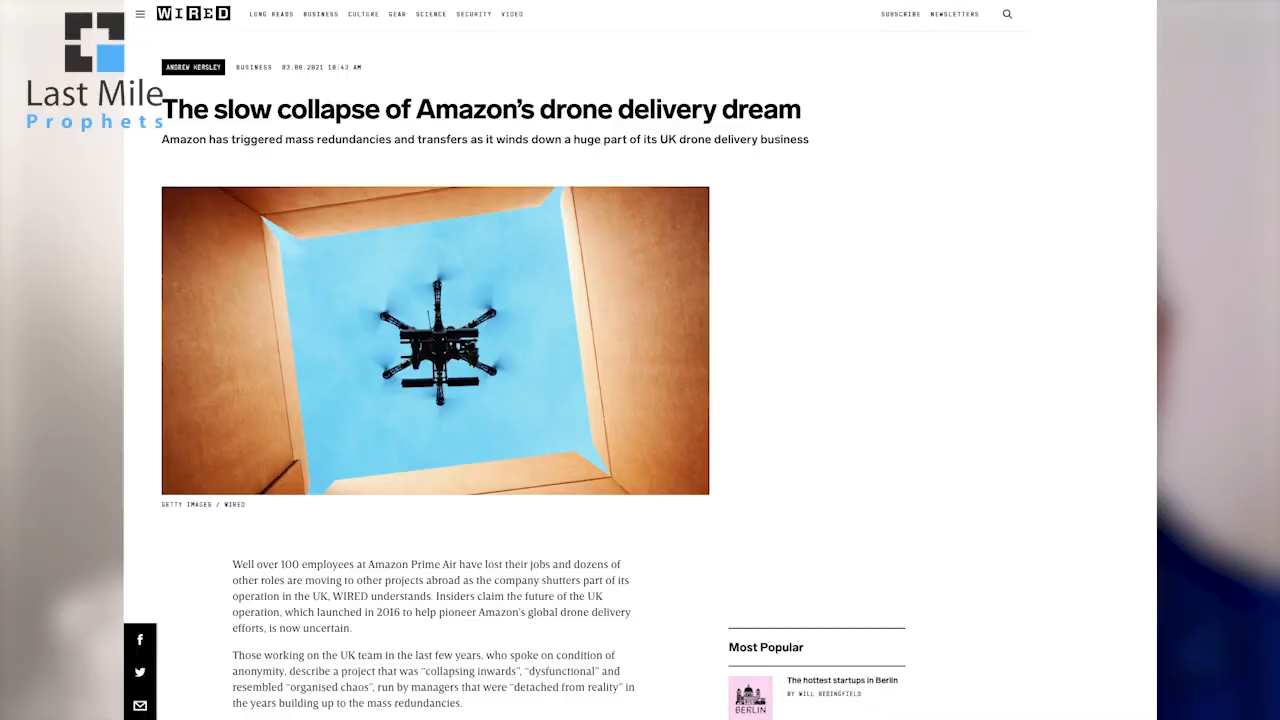 WIRED
LONG READS BUSINESS CULTURE GEAR SCIENCE SECURITY VIDEO
SUBSCRIBE NEWSLETTERS
Last Mile
Prophets
ANDREW KERSLEY BUSINESS 03.08.2021 10:43 AM
The slow collapse of Amazon's drone delivery dream
Amazon has triggered mass redundancies and transfers as it winds down a huge part of its UK drone delivery business
GETTY IMAGES / WIRED
Well over 100 employees at Amazon Prime Air have lost their jobs and dozens of
other roles are moving to other projects abroad as the company shutters part of its
operation in the UK, WIRED understands. Insiders claim the future of the UK
operation, which launched in 2016 to help pioneer Amazon's global drone delivery
efforts, is now uncertain.
Those working on the UK team in the last few years, who spoke on condition of
anonymity, describe a project that was “collapsing inwards”, “dysfunctional” and
resembled “organised chaos”, run by managers that were “detached from reality” in
the years building up to the mass redundancies.
Most Popular
The hottest startups in Berlin
BY WILL BEDINGFIELD
BERLIN